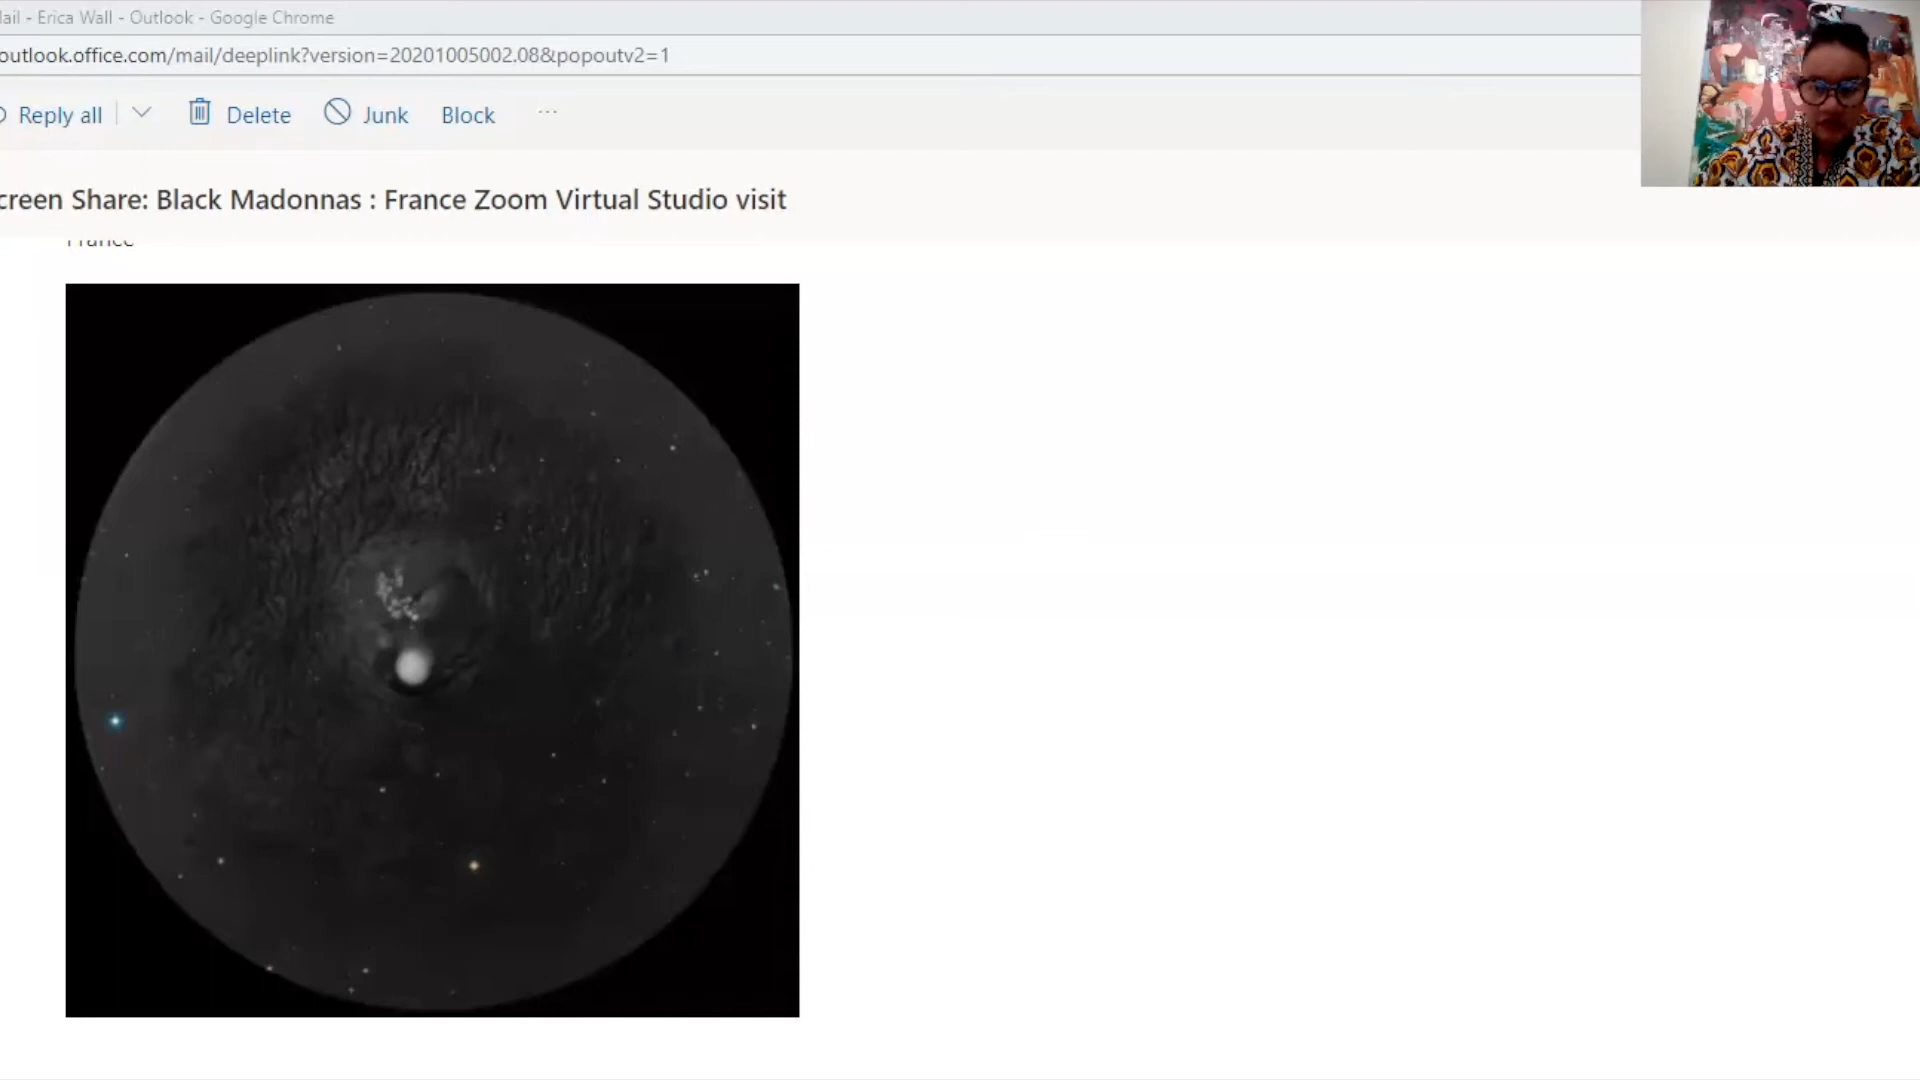 ail - Erica Wall - Outlook - Google Chrome
outlook.office.com/mail/deeplink?version=20201005002.08&popoutv2=1
Reply all Delete Junk Block ...
creen Share: Black Madonnas : France Zoom Virtual Studio visit
France